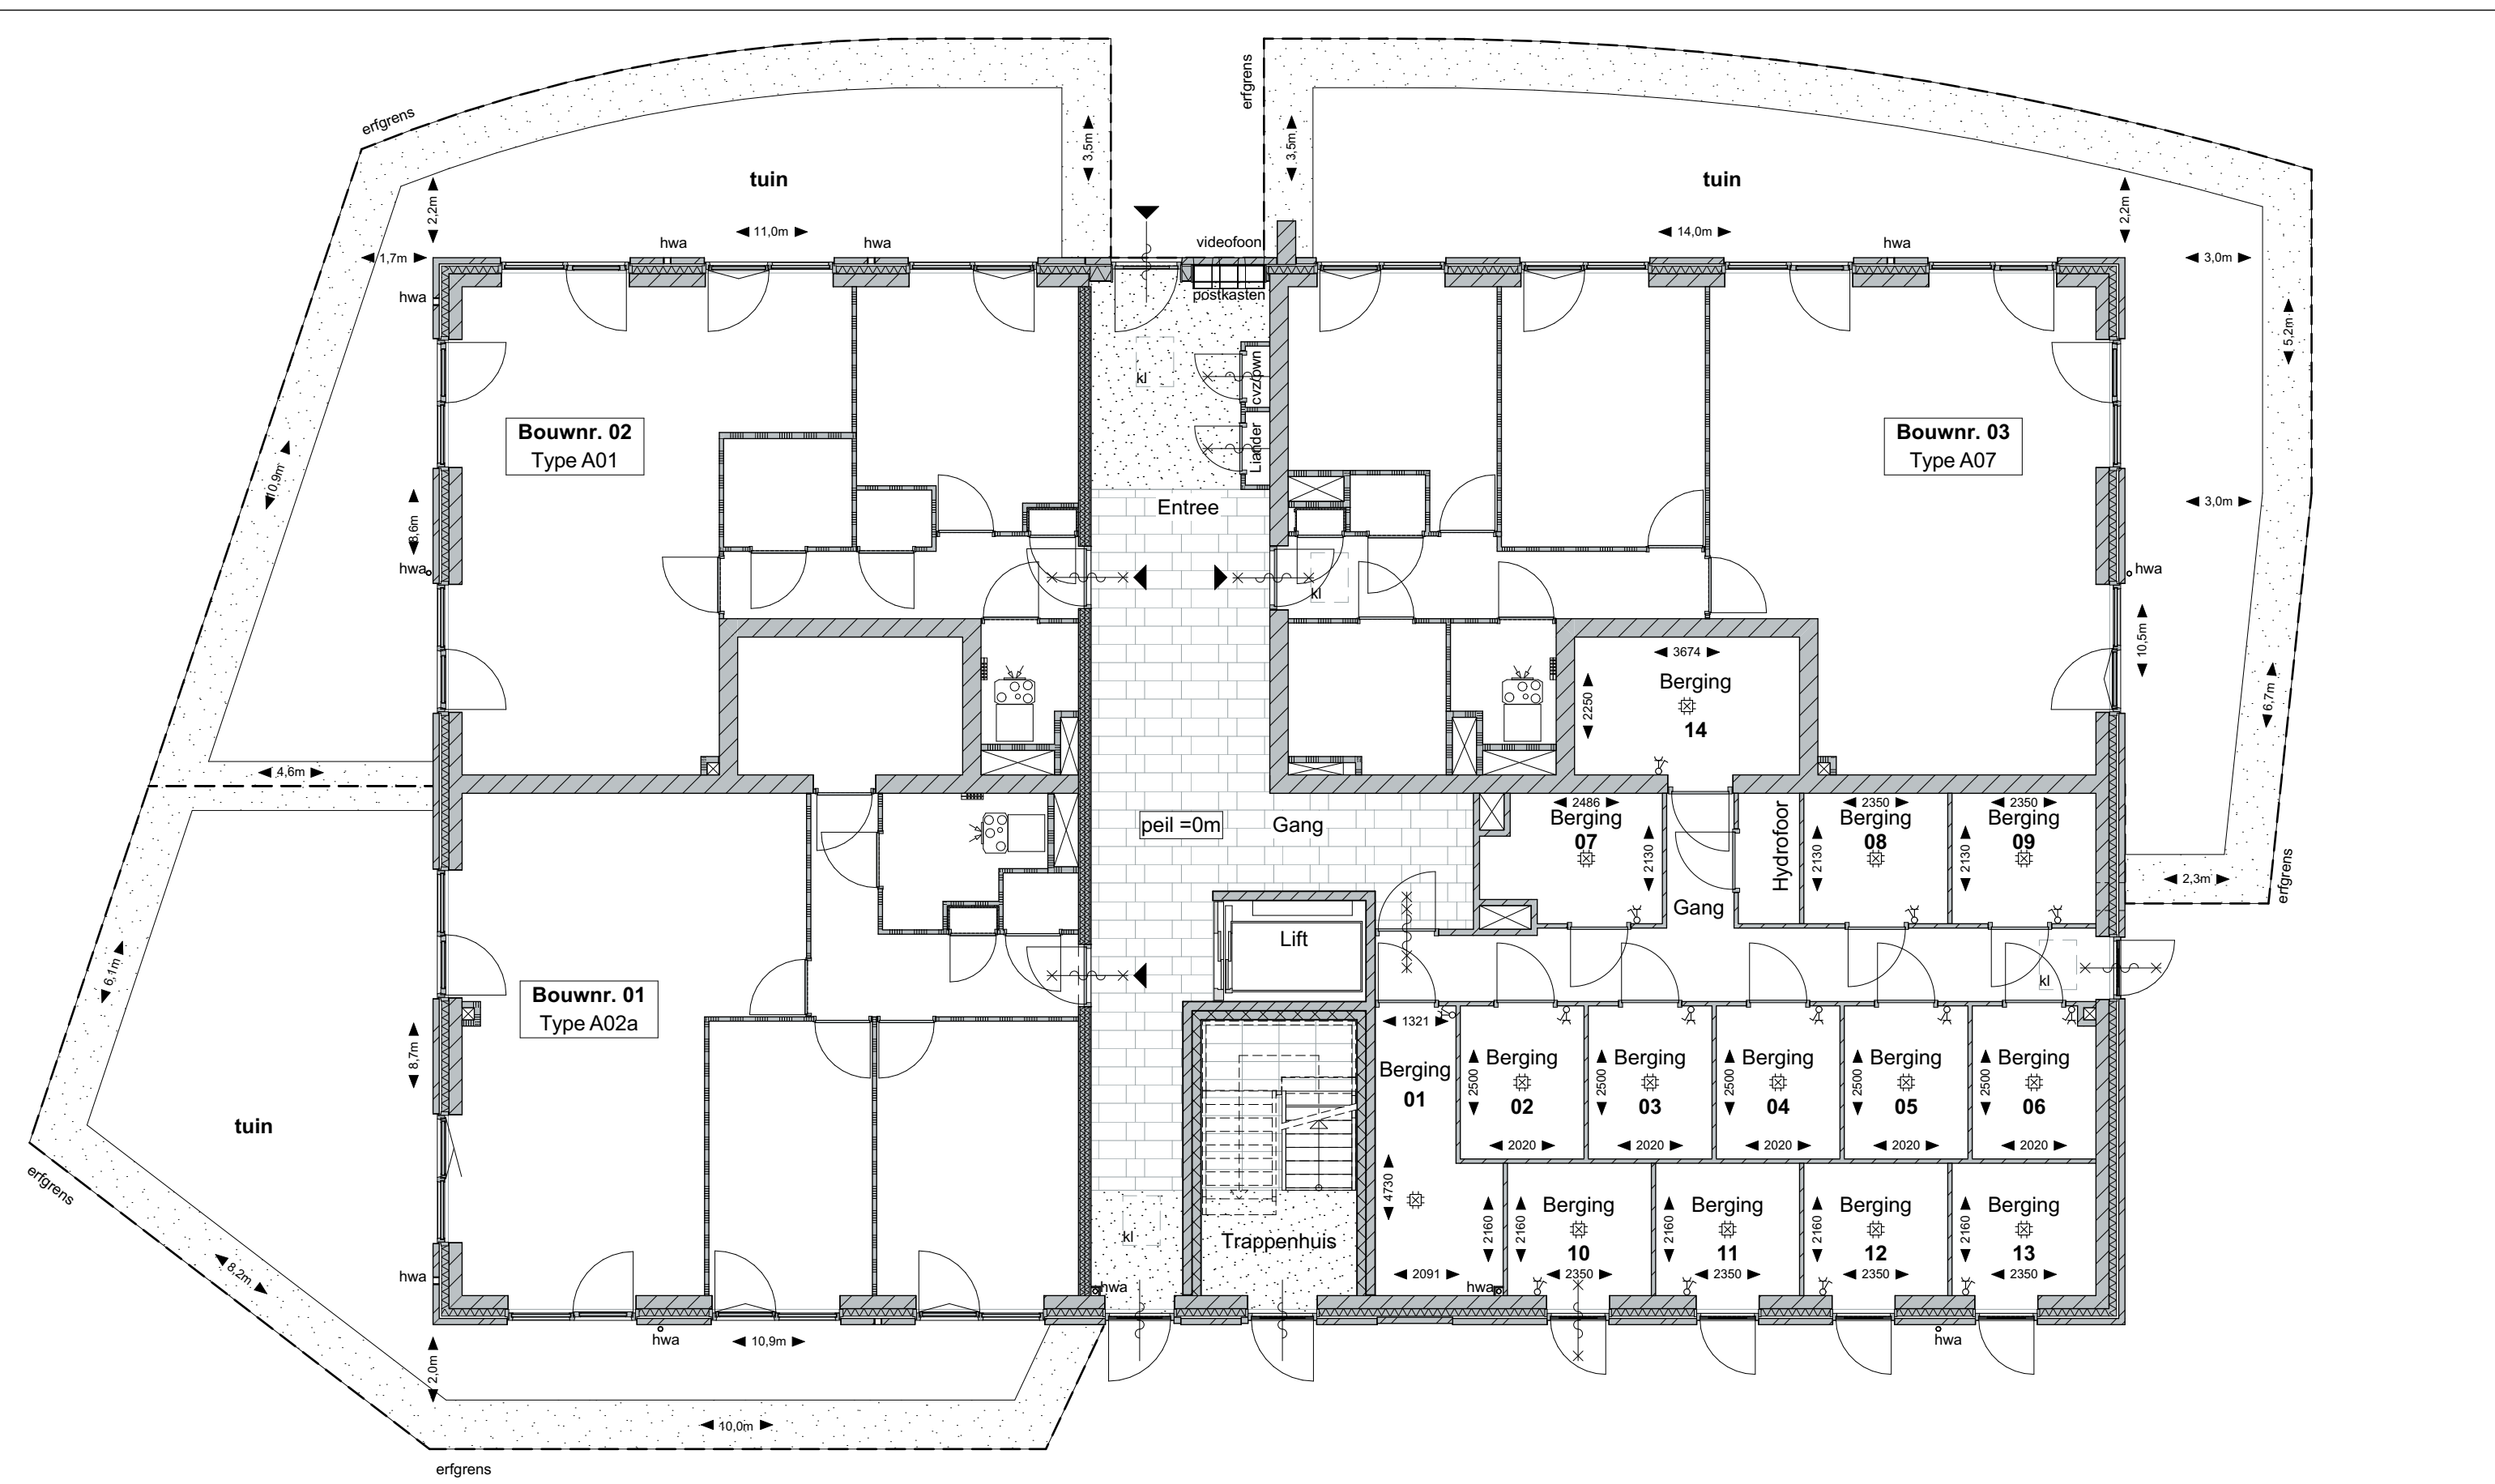 erfgrens
erfgrens
3,5m
3,5m
tuin
tuin
2,2m
2,2m
11,0m
14,0m
hwa
hwa
videofoon
hwa
1,7m
3,0m
hwa
postkasten
5,2m
kl
cvz/pwn
Bouwnr. 02
Type A01
Bouwnr. 03
Type A07
Liander
10,9m
3,0m
Entree
8,6m
hwa
hwa
kl
10,5m
3674
Berging
14
2250
6,7m
4,6m
2486
Berging
07
2130
Hydrofoor
2350
Berging
08
2130
2350
Berging
09
2130
peil =0m
Gang
2,3m
erfgrens
Gang
Lift
6,1m
kl
Bouwnr. 01
Type A02a
8,7m
1321
Berging
01
2500
Berging
02
2020
2500
Berging
03
2020
2500
Berging
04
2020
2500
Berging
05
2020
2500
Berging
06
2020
tuin
erfgrens
4730
2160
2160
Berging
10
2350
2160
Berging
11
2350
2160
Berging
12
2350
2160
Berging
13
2350
kl
Trappenhuis
2091
8,2m
hwa
hwa
hwa
hwa
10,9m
hwa
2,0m
10,0m
erfgrens